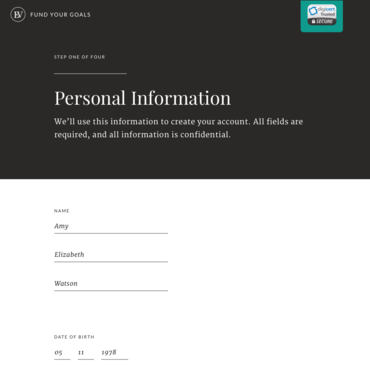 BV FUND YOUR GOALS
digicert
Trusted
SECURE
STEP ONE OF FOUR
Personal Information
We’ll use this information to create your account. All fields are
required, and all information is confidential.
NAME
Amy
Elizabeth
Watson
DATE OF BIRTH
05 11 1978